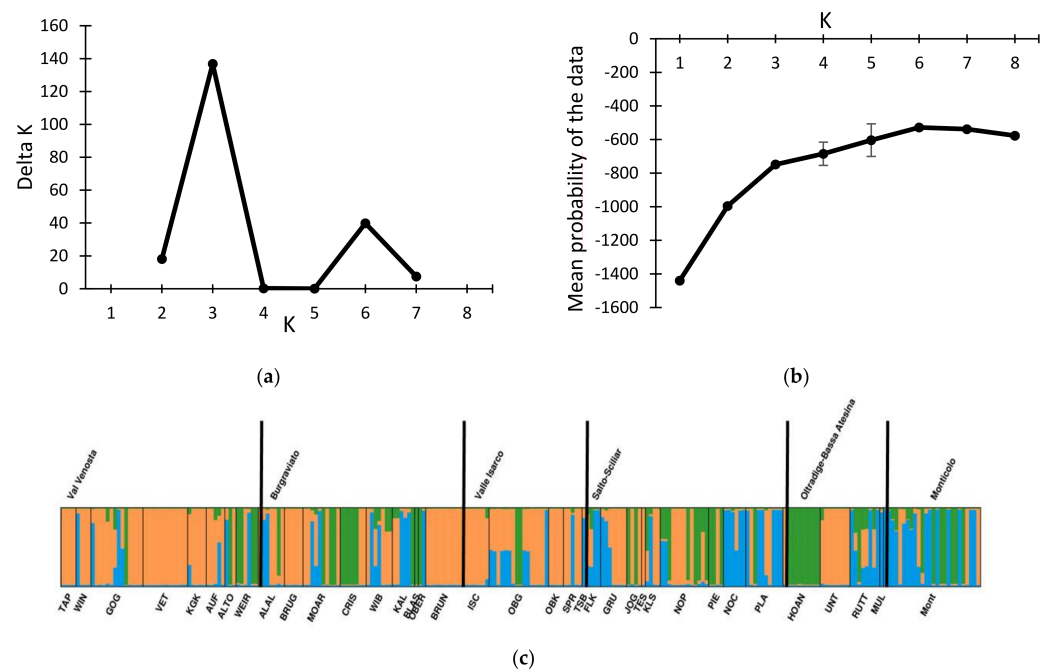 160
140
120
100
80
60
40
20
0
Delta K
1 2 3 4 5 6 7 8
K
(a)
K
0
-200
-400
-600
-800
-1000
-1200
-1400
-1600
Mean probability of the data
1 2 3 4 5 6 7 8
(b)
Val Venosta
Burgraviato
Valle Isarco
Salto-Sciliar
Oltradige-Bassa Atesina
Monticolo
TAP WIN GOG VET KGK AUF ALTO WEIR ALAL BRUG MOAR CRIS WIB KAL BLAS OBER BRUN ISC OBG OBK SPR TSB FLK GRU JOG TES KLS NOP PIE NOC PLA HOAN UNT RUTT MUL Mont
(c)